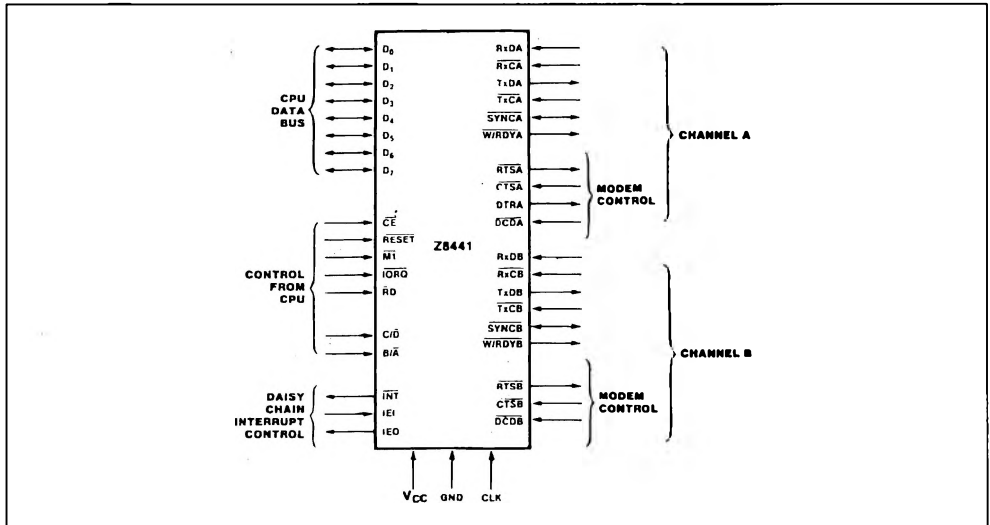 D0
D1
D2
D3
D4
D5
D6
D7
CPU
DATA
BUS
CE
RESET
M1
IORQ
RD
C/D
B/A
CONTROL
FROM
CPU
INT
IEI
IEO
DAISY
CHAIN
INTERRUPT
CONTROL
Z8441
RxDA
RxCA
TxDA
TxCA
SYNCA
W/RDYA
RTSA
CTSA
DTRA
DCDA
MODEM
CONTROL
CHANNEL A
RxDB
RxCB
TxDB
TxCB
SYNCB
W/RDYB
RTSB
CTSB
DCDB
MODEM
CONTROL
CHANNEL B
VCC GND CLK